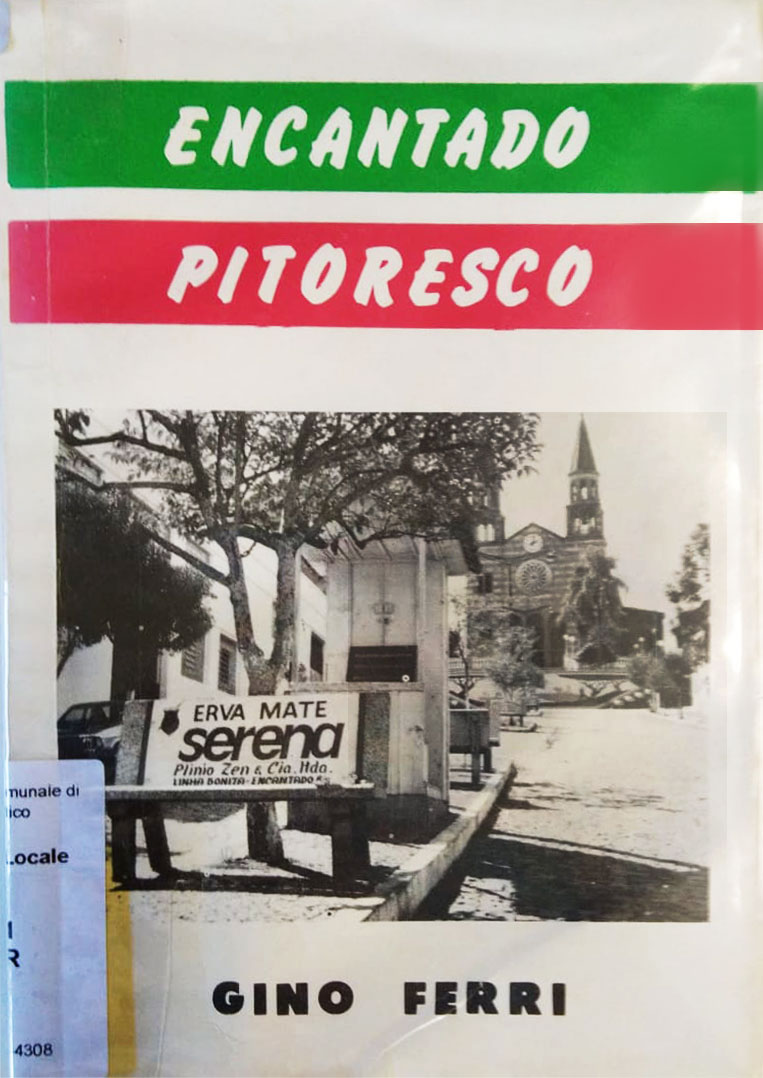 ENCANTADO
PITORESCO
ERVA MATE
serena
Plinio Zen & Cia. ltda.
LINHA BONITA - ENCANTADO
munale di
ico
Locale
I
R
4308
GINO FERRI